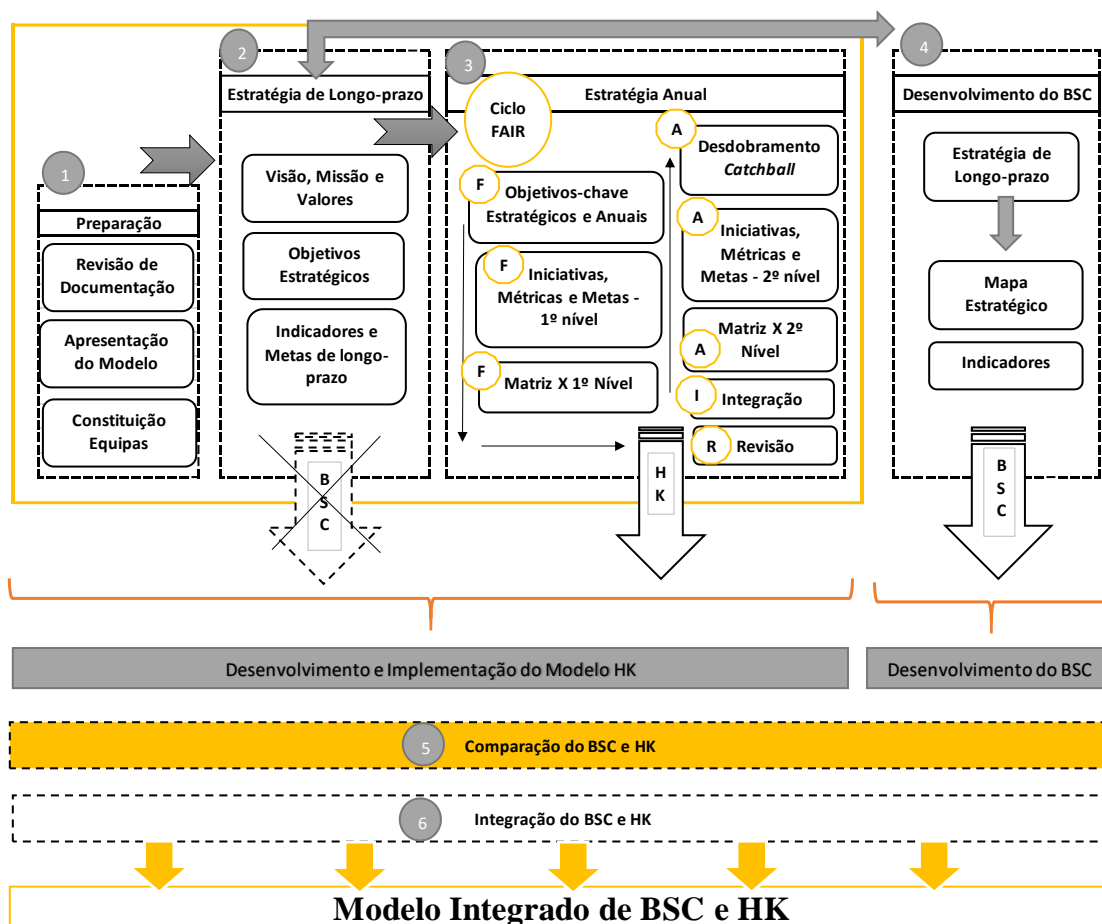 1
Preparação
Revisão de
Documentação
Apresentação
do Modelo
Constituição
Equipas
2
Estratégia de Longo-prazo
Visão, Missão e
Valores
Objetivos
Estratégicos
Indicadores e
Metas de longo-
prazo
B
S
C
3
Estratégia Anual
Ciclo
FAIR
F
Objetivos-chave
Estratégicos e Anuais
F
Iniciativas,
Métricas e Metas -
1º nível
F
Matriz X 1º Nível
A
Desdobramento
Catchball
A
Iniciativas,
Métricas e
Metas - 2º nível
A
Matriz X 2º
Nível
I
Integração
R
Revisão
H
K
4
Desenvolvimento do BSC
Estratégia de
Longo-prazo
Mapa
Estratégico
Indicadores
B
S
C
Desenvolvimento e Implementação do Modelo HK
Desenvolvimento do BSC
5
Comparação do BSC e HK
6
Integração do BSC e HK
Modelo Integrado de BSC e HK